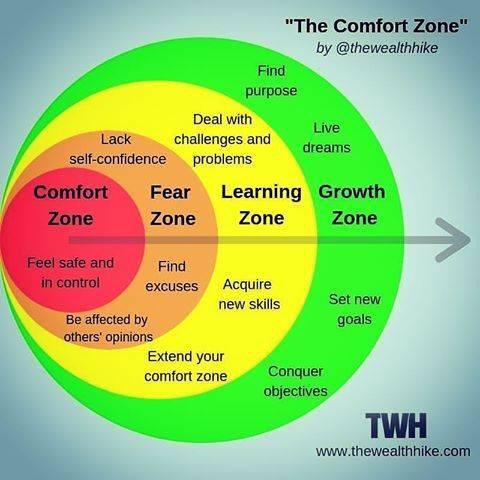 "The Comfort Zone"
by @thewealthhike
Find
purpose
Deal with
challenges and
problems
Live
dreams
Lack
self-confidence
Comfort
Zone
Fear
Zone
Learning
Zone
Growth
Zone
Feel safe and
in control
Find
excuses
Acquire
new skills
Set new
goals
Be affected by
others' opinions
Extend your
comfort zone
Conquer
objectives
TWH
www.thewealthhike.com